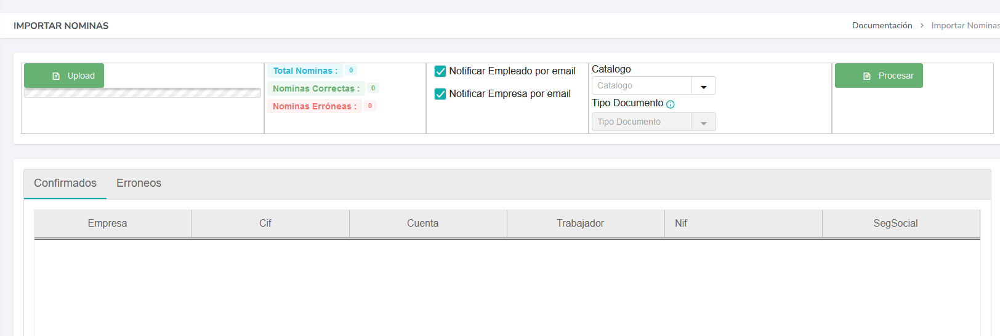 IMPORTAR NOMINAS
Documentación > Importar Nominas
Upload
Total Nominas : 0
Nominas Correctas : 0
Nominas Erróneas : 0
Notificar Empleado por email
Notificar Empresa por email
Catalogo
Catalogo
Tipo Documento
Tipo Documento
Procesar
Confirmados Erroneos
Empresa Cif Cuenta Trabajador Nif SegSocial